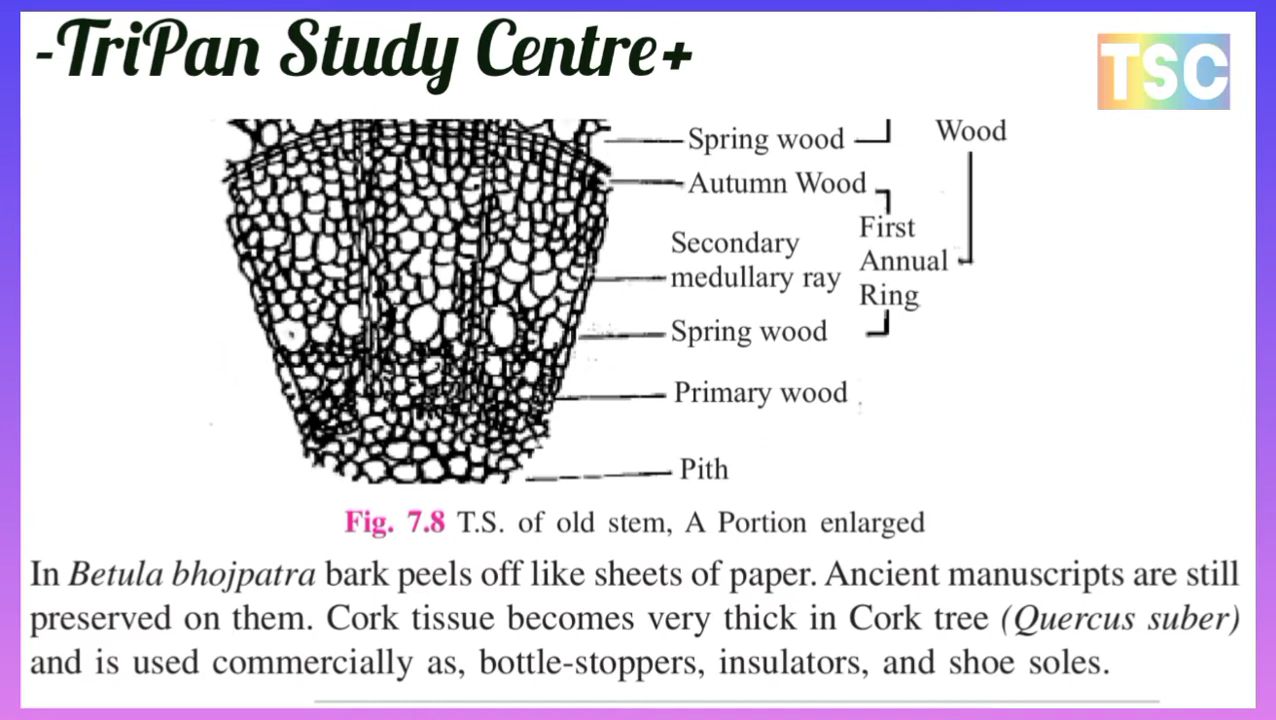 -TriPan Study Centre+
TSC
Spring wood
Wood
Autumn Wood
First
Annual
Ring
Secondary
medullary ray
Spring wood
Primary wood
Pith
Fig. 7.8 T.S. of old stem, A Portion enlarged
In Betula bhojpatra bark peels off like sheets of paper. Ancient manuscripts are still
preserved on them. Cork tissue becomes very thick in Cork tree (Quercus suber)
and is used commercially as, bottle-stoppers, insulators, and shoe soles.